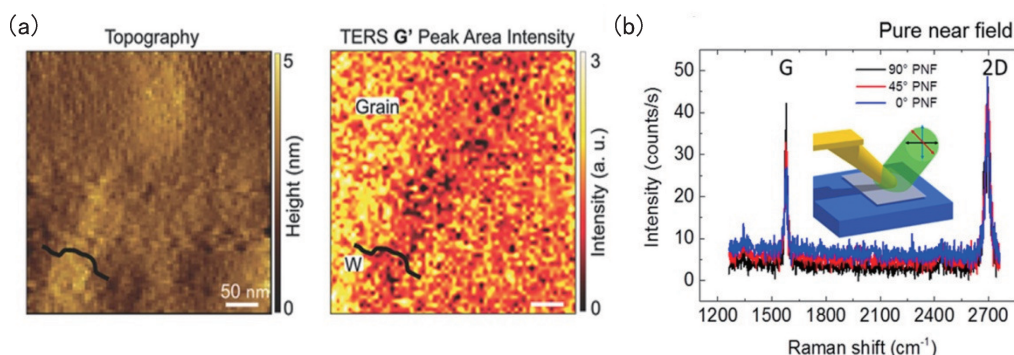 (a)
Topography
5
Height (nm)
0
50 nm
TERS G' Peak Area Intensity
Grain
W
3
Intensity (a. u.)
0
(b)
Pure near field
G
2D
90° PNF
45° PNF
0° PNF
Intensity (counts/s)
50
40
30
20
10
0
1200 1500 1800 2100 2400 2700
Raman shift (cm⁻¹)